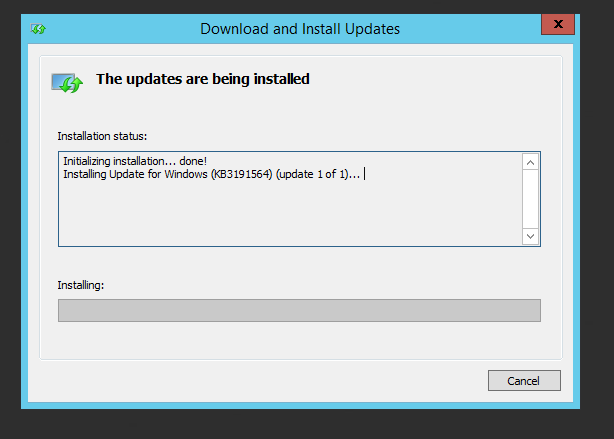 Download and Install Updates
x
The updates are being installed
Installation status:
Initializing installation... done!
Installing Update for Windows (KB3191564) (update 1 of 1)...
Installing:
Cancel